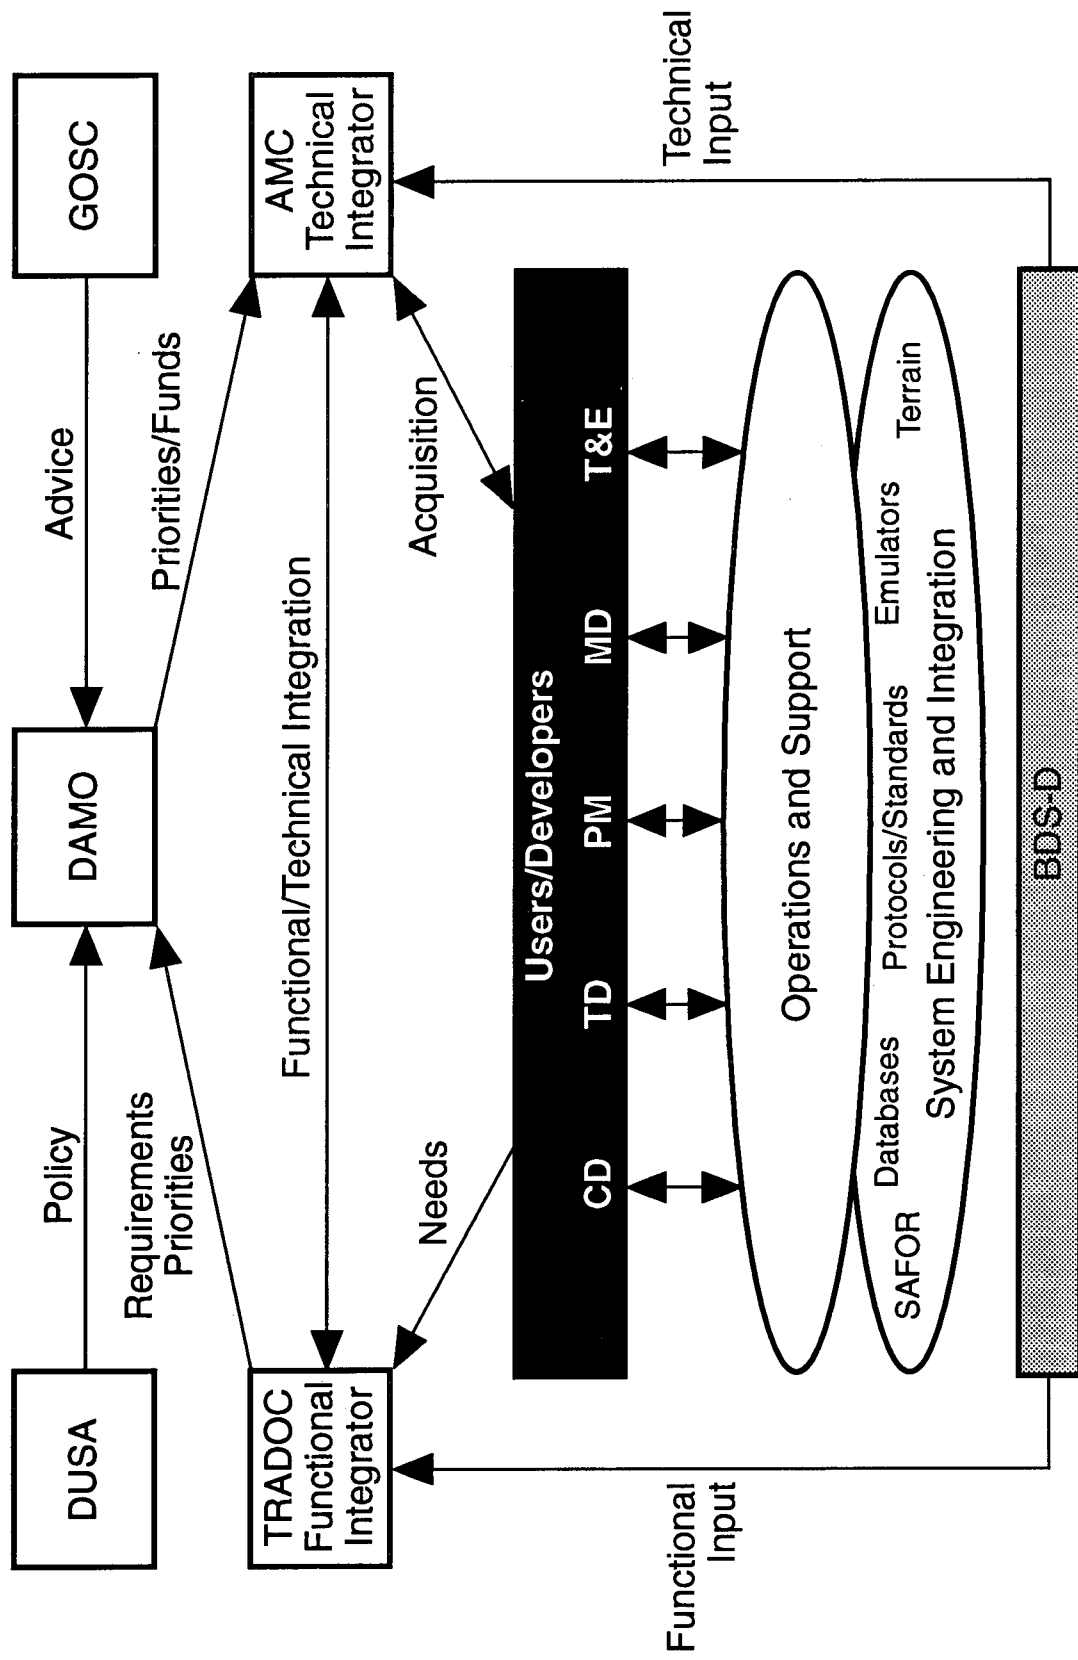 DUSA
Policy
DAMO
Advice
GOSC
Requirements
Priorities
Priorities/Funds
TRADOC
Functional
Integrator
Functional/Technical Integration
AMC
Technical
Integrator
Needs
Acquisition
Users/Developers
CD TD PM MD T&E
Functional
Input
Technical
Input
Operations and Support
SAFOR Databases Protocols/Standards Emulators Terrain
System Engineering and Integration
BDS-D